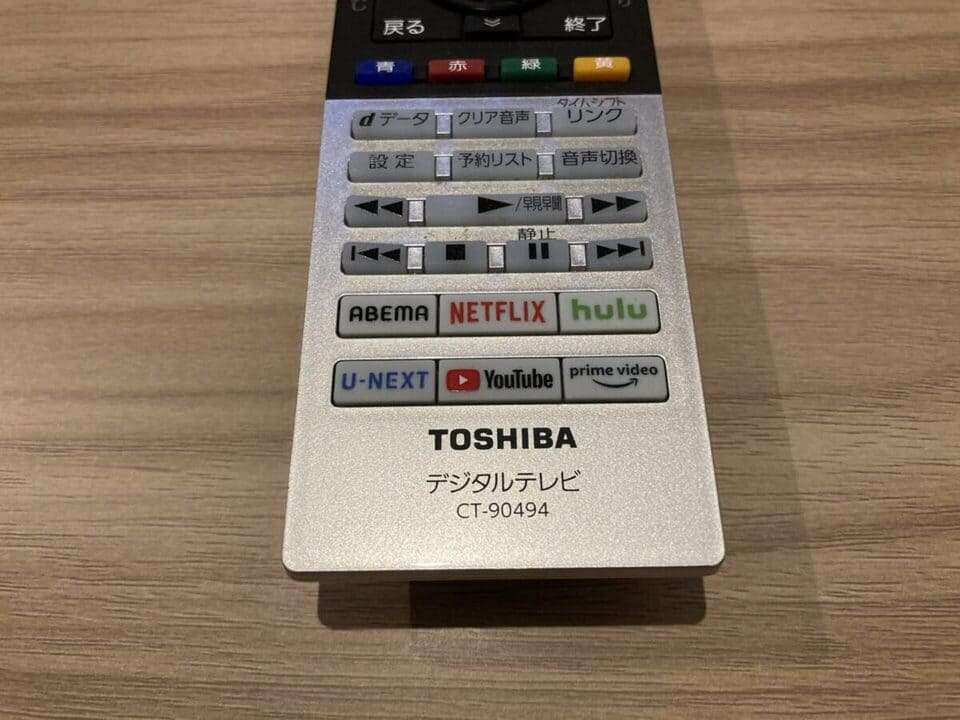 戻る 終了
青 赤 緑 黄
dデータ クリア音声 タイムシフトリンク
設定 予約リスト 音声切換
/早見早聞
静止
ABEMA NETFLIX hulu
U-NEXT YouTube prime video
TOSHIBA
デジタルテレビ
CT-90494